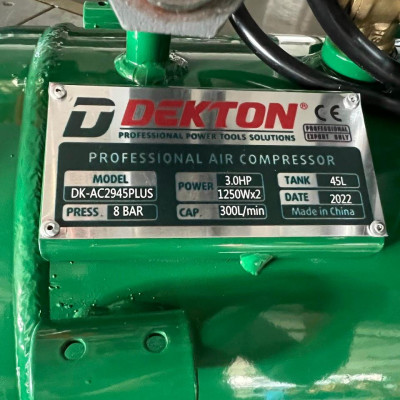 D DEKTON®
CE
PROFESSIONAL POWER TOOLS SOLUTIONS
PROFESSIONAL
EXPORT ONLY
PROFESSIONAL AIR COMPRESSOR
MODEL
DK-AC2945PLUS
PRESS. 8 BAR
POWER 3.0HP
1250Wx2
CAP. 300L/min
TANK 45L
DATE 2022
Made in China